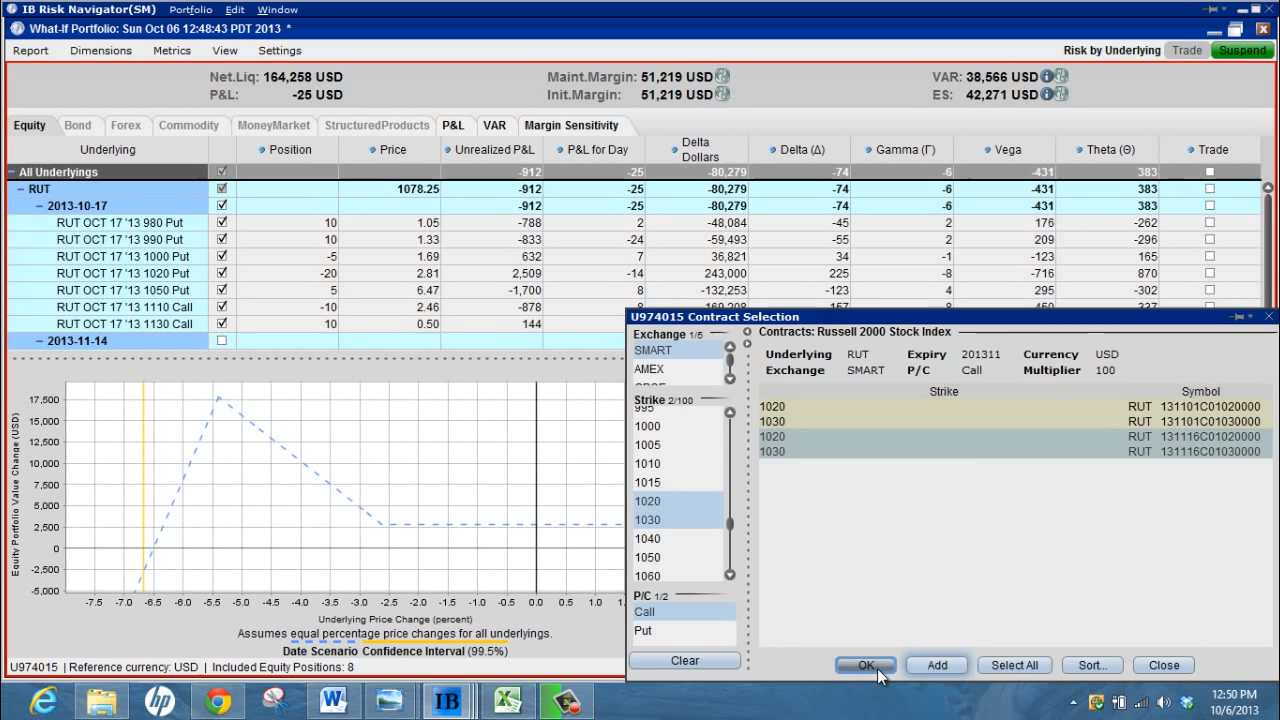 IB Risk Navigator(SM) Portfolio Edit Window
What-If Portfolio: Sun Oct 06 12:48:43 PDT 2013 *
Report Dimensions Metrics View Settings Risk by Underlying Trade Suspend
Net.Liq: 164,258 USD Maint.Margin: 51,219 USD VAR: 38,566 USD
P&L: -25 USD Init.Margin: 51,219 USD ES: 42,271 USD
Equity Bond Forex Commodity MoneyMarket StructuredProducts P&L VAR Margin Sensitivity
Underlying Position Price Unrealized P&L P&L for Day Delta Dollars Delta (Δ) Gamma (Γ) Vega Theta (Θ) Trade
All Underlyings -912 -25 -80,279 -74 -6 -431 383
RUT 1078.25 -912 -25 -80,279 -74 -6 -431 383
2013-10-17 -912 -25 -80,279 -74 -6 -431 383
RUT OCT 17 '13 980 Put 10 1.05 -788 2 -48,084 -45 2 176 -262
RUT OCT 17 '13 990 Put 10 1.33 -833 -24 -59,493 -55 2 209 -296
RUT OCT 17 '13 1000 Put -5 1.69 632 7 36,821 34 -1 -123 165
RUT OCT 17 '13 1020 Put -20 2.81 2,509 -14 243,000 225 -8 -716 870
RUT OCT 17 '13 1050 Put 5 6.47 -1,700 8 -132,253 -123 4 295 -302
RUT OCT 17 '13 1110 Call -10 2.46 -878
RUT OCT 17 '13 1130 Call 10 0.50 144
2013-11-14
Equity Portfolio Value Change (USD)
17,500
15,000
12,500
10,000
7,500
5,000
2,500
0
-2,500
-5,000
-7.5 -7.0 -6.5 -6.0 -5.5 -5.0 -4.5 -4.0 -3.5 -3.0 -2.5 -2.0 -1.5 -1.0 -0.5 0.0 0.5 1.0 1.5
Underlying Price Change (percent)
Assumes equal percentage price changes for all underlyings.
Date Scenario Confidence Interval (99.5%)
U974015 | Reference currency: USD | Included Equity Positions: 8
U974015 Contract Selection
Exchange 1/5
SMART
AMEX
Strike 2/100
995
1000
1005
1010
1015
1020
1030
1040
1050
1060
P/C 1/2
Call
Put
Clear
Contracts: Russell 2000 Stock Index
Underlying RUT Expiry 201311 Currency USD
Exchange SMART P/C Call Multiplier 100
Strike Symbol
1020 RUT 131101C01020000
1030 RUT 131101C01030000
1020 RUT 131116C01020000
1030 RUT 131116C01030000
OK Add Select All Sort... Close
IB
12:50 PM
10/6/2013